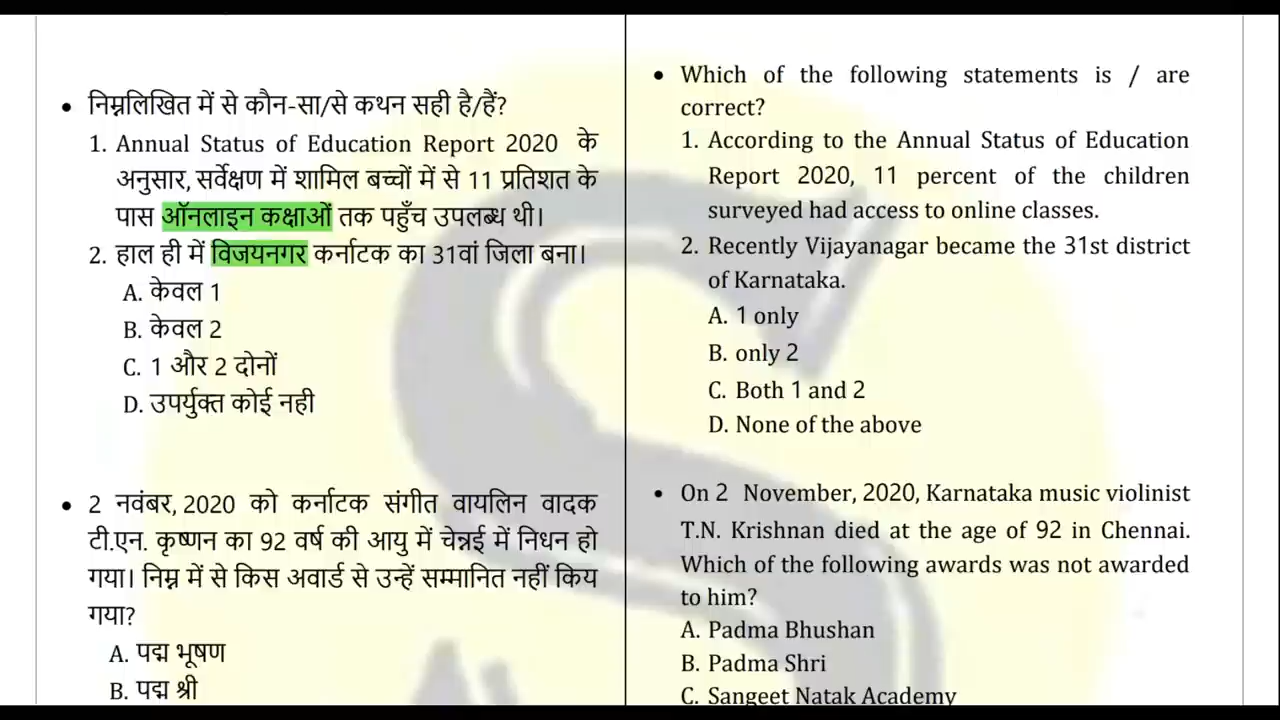 • निम्नलिखित में से कौन-सा/से कथन सही है/हैं?
1. Annual Status of Education Report 2020 के
अनुसार, सर्वेक्षण में शामिल बच्चों में से 11 प्रतिशत के
पास ऑनलाइन कक्षाओं तक पहुँच उपलब्ध थी।
2. हाल ही में विजयनगर कर्नाटक का 31वां जिला बना।
A. केवल 1
B. केवल 2
C. 1 और 2 दोनों
D. उपर्युक्त कोई नही
• 2 नवंबर, 2020 को कर्नाटक संगीत वायलिन वादक
टी.एन. कृष्णन का 92 वर्ष की आयु में चेन्नई में निधन हो
गया। निम्न में से किस अवार्ड से उन्हें सम्मानित नहीं किय
गया?
A. पद्म भूषण
B. पद्म श्री
• Which of the following statements is / are
correct?
1. According to the Annual Status of Education
Report 2020, 11 percent of the children
surveyed had access to online classes.
2. Recently Vijayanagar became the 31st district
of Karnataka.
A. 1 only
B. only 2
C. Both 1 and 2
D. None of the above
• On 2 November, 2020, Karnataka music violinist
T.N. Krishnan died at the age of 92 in Chennai.
Which of the following awards was not awarded
to him?
A. Padma Bhushan
B. Padma Shri
C. Sangeet Natak Academy